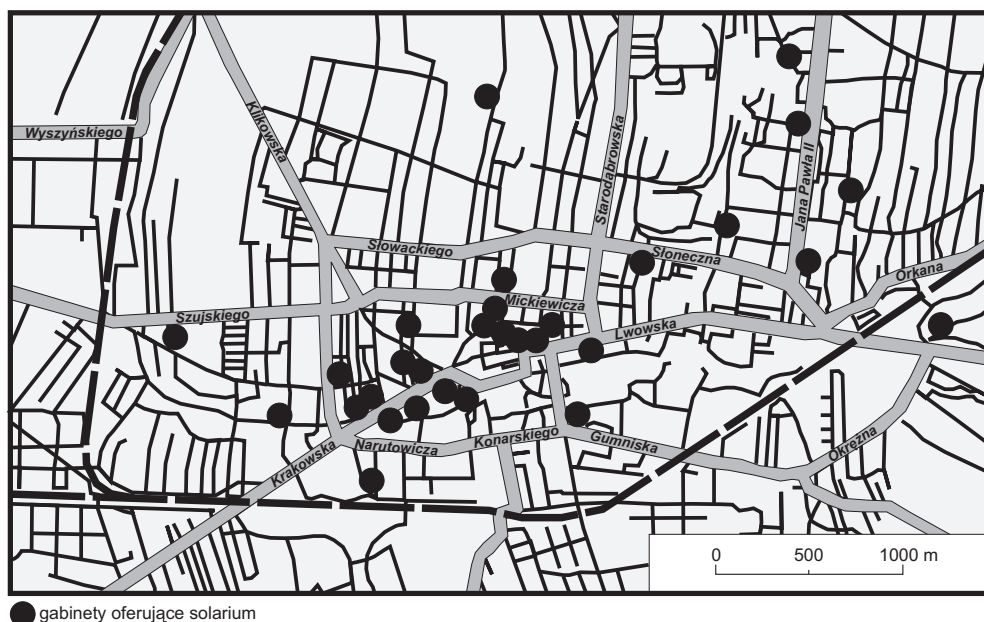 Wyszyńskiego
Klikowska
Starodąbrowska
Jana Pawła II
Słowackiego
Słoneczna
Orkana
Mickiewicza
Szujskiego
Lwowska
Krakowska
Narutowicza
Konarskiego
Gumniska
Okrężna
0 500 1000 m
gabinety oferujące solarium